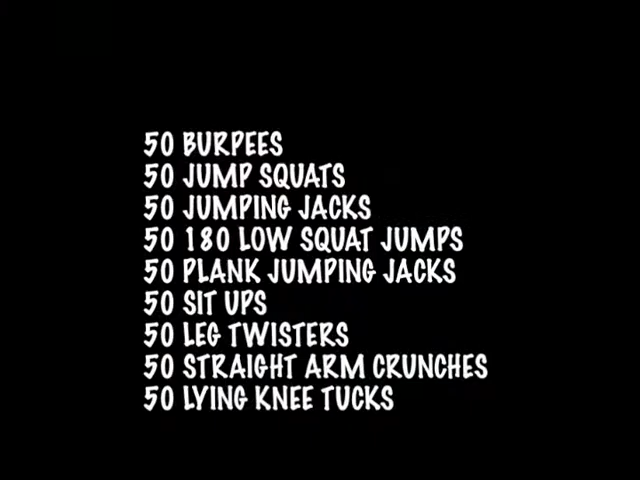 50 BURPEES
50 JUMP SQUATS
50 JUMPING JACKS
50 180 LOW SQUAT JUMPS
50 PLANK JUMPING JACKS
50 SIT UPS
50 LEG TWISTERS
50 STRAIGHT ARM CRUNCHES
50 LYING KNEE TUCKS